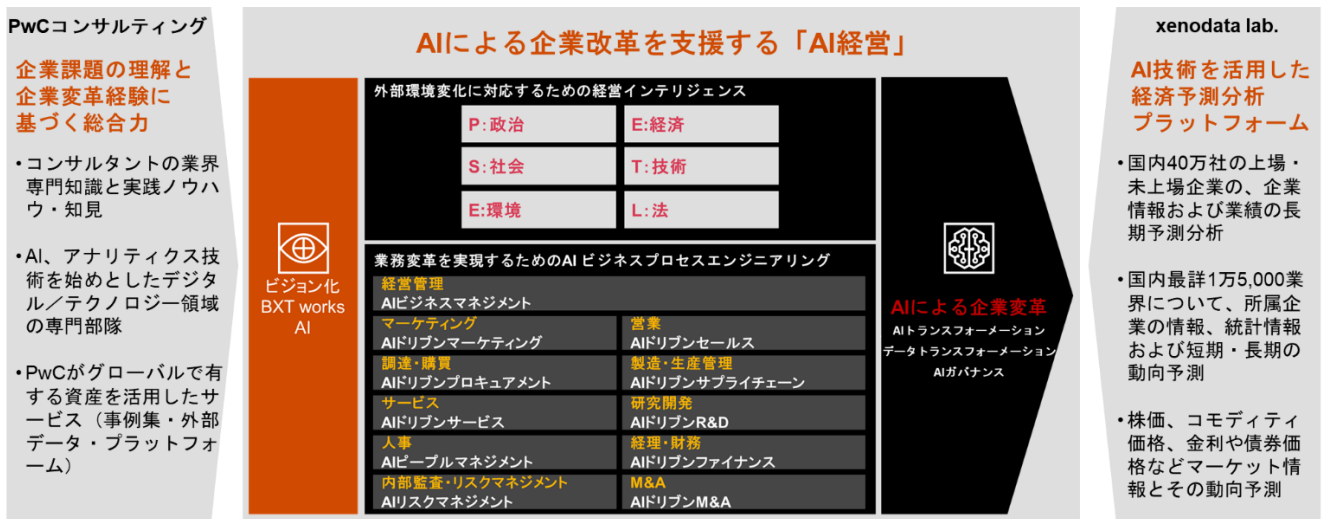 PwCコンサルティング
企業課題の理解と
企業変革経験に
基づく総合力
•コンサルタントの業界
専門知識と実践ノウハ
ウ・知見
•AI、アナリティクス技
術を始めとしたデジタ
ル／テクノロジー領域
の専門部隊
•PwCがグローバルで有
する資産を活用したサ
ービス（事例集・外部
データ・プラットフォ
ーム）
AIによる企業改革を支援する「AI経営」
ビジョン化
BXT works
AI
外部環境変化に対応するための経営インテリジェンス
P:政治
E:経済
S:社会
T:技術
E:環境
L:法
業務変革を実現するためのAI ビジネスプロセスエンジニアリング
経営管理
AIビジネスマネジメント
マーケティング
AIドリブンマーケティング
営業
AIドリブンセールス
調達・購買
AIドリブンプロキュアメント
製造・生産管理
AIドリブンサプライチェーン
サービス
AIドリブンサービス
研究開発
AIドリブンR&D
人事
AIピープルマネジメント
経理・財務
AIドリブンファイナンス
内部監査・リスクマネジメント
AIリスクマネジメント
M&A
AIドリブンM&A
AIによる企業変革
AIトランスフォーメーション
データトランスフォーメーション
AIガバナンス
xenodata lab.
AI技術を活用した
経済予測分析
プラットフォーム
•国内40万社の上場・
未上場企業の、企業
情報および業績の長
期予測分析
•国内最詳1万5,000業
界について、所属企
業の情報、統計情報
および短期・長期の
動向予測
•株価、コモディティ
価格、金利や債券価
格などマーケット情
報とその動向予測